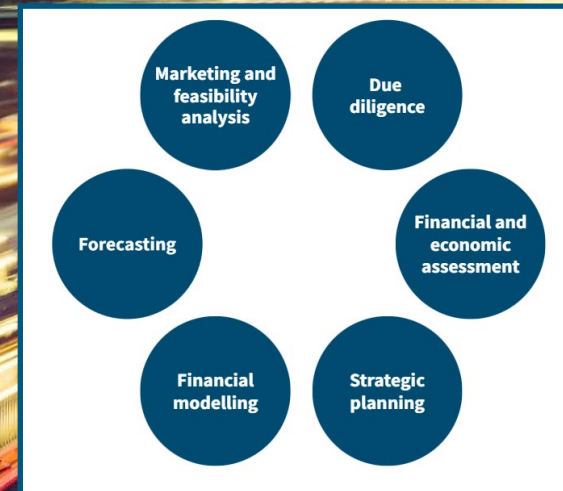 Marketing and
feasibility
analysis
Due
diligence
Forecasting
Financial and
economic
assessment
Financial
modelling
Strategic
planning